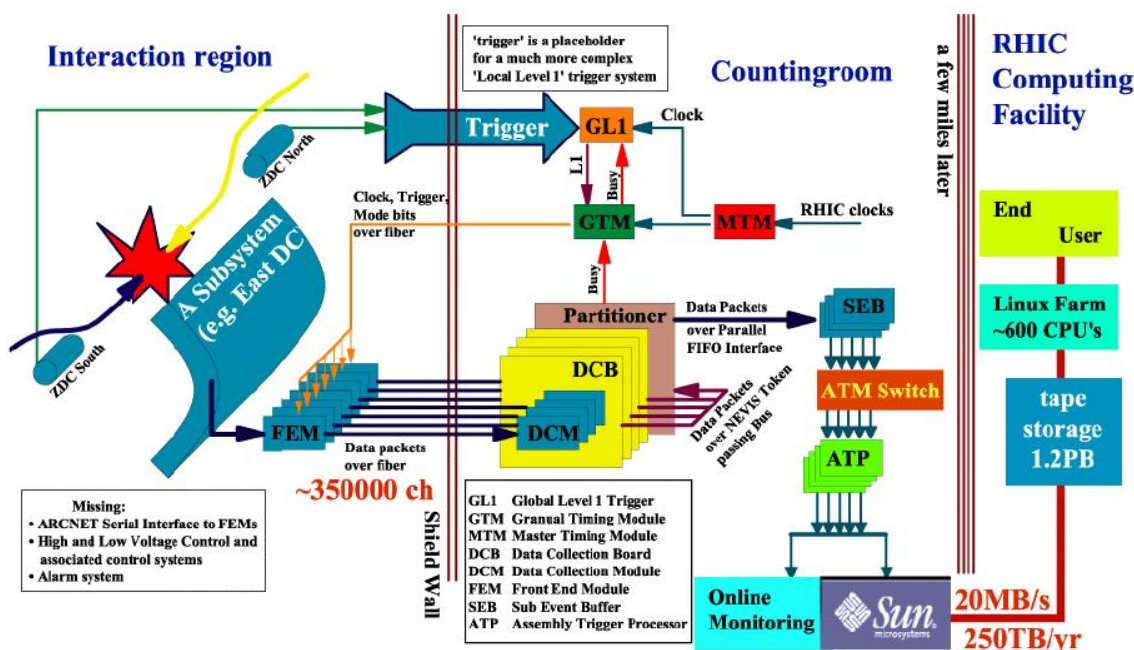 Interaction region
'trigger' is a placeholder
for a much more complex
'Local Level 1' trigger system
Countingroom
a few miles later
RHIC
Computing
Facility
ZDC North
ZDC South
Trigger
GL1
Clock
L1
Busy
Clock, Trigger,
Mode bits
over fiber
GTM
MTM
RHIC clocks
Busy
A Subsystem
(e.g. East DC)
Partitioner
DCB
DCM
FEM
Data packets
over fiber
~350000 ch
Data Packets
over Parallel
FIFO Interface
Data Packets
over NEVIS Token
passing Bus
SEB
ATM Switch
ATP
End
User
Linux Farm
~600 CPU's
tape
storage
1.2PB
Missing:
• ARCNET Serial Interface to FEMs
• High and Low Voltage Control and
associated control systems
• Alarm system
Shield Wall
GL1 Global Level 1 Trigger
GTM Granual Timing Module
MTM Master Timing Module
DCB Data Collection Board
DCM Data Collection Module
FEM Front End Module
SEB Sub Event Buffer
ATP Assembly Trigger Processor
Online
Monitoring
Sun
microsystems
20MB/s
250TB/yr